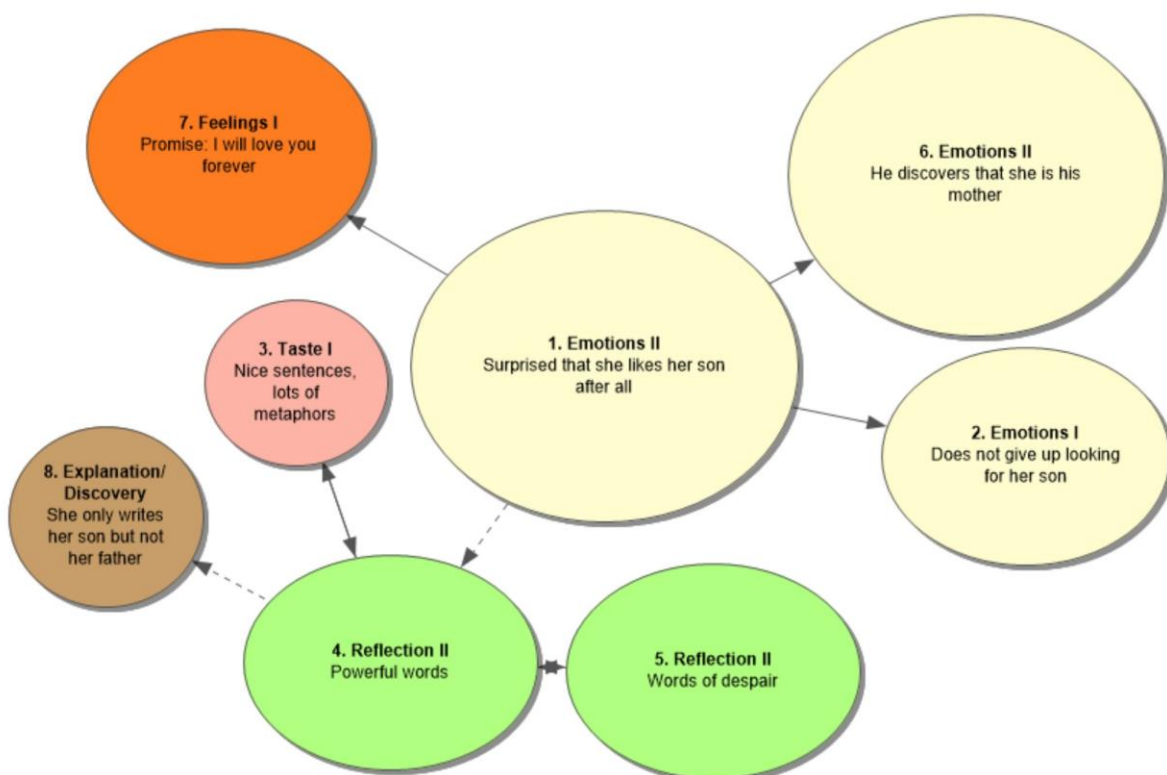 7. Feelings I
Promise: I will love you
forever
6. Emotions II
He discovers that she is his
mother
3. Taste I
Nice sentences,
lots of
metaphors
1. Emotions II
Surprised that she likes her son
after all
2. Emotions I
Does not give up looking
for her son
8. Explanation/
Discovery
She only writes
her son but not
her father
4. Reflection II
Powerful words
5. Reflection II
Words of despair